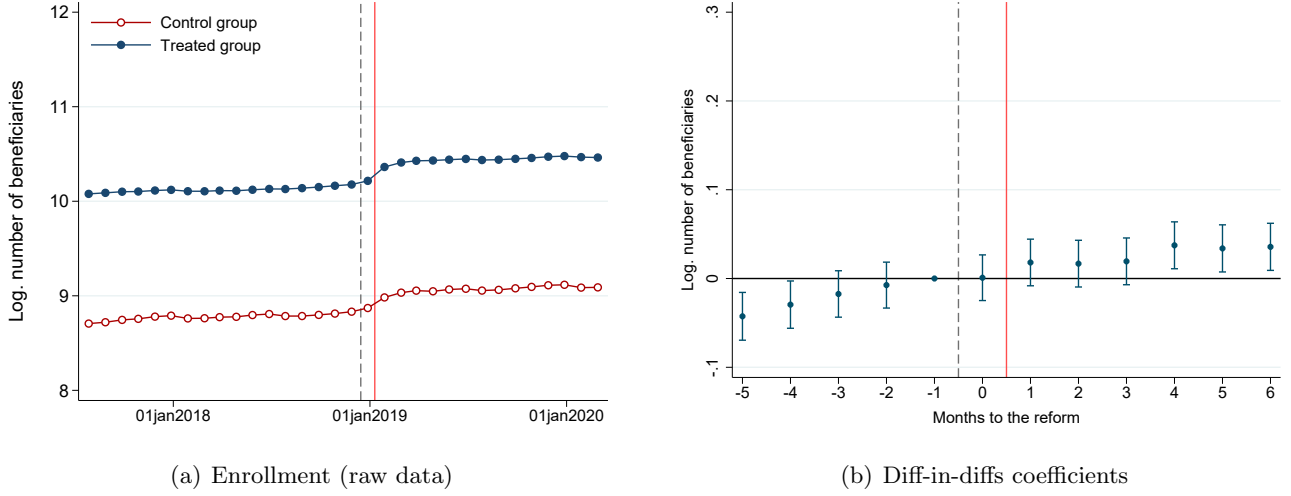 Control group
Treated group
Log. number of beneficiaries
12
11
10
9
8
01jan2018
01jan2019
01jan2020
(a) Enrollment (raw data)
Log. number of beneficiaries
.3
.2
.1
0
-.1
-5 -4 -3 -2 -1 0 1 2 3 4 5 6
Months to the reform
(b) Diff-in-diffs coefficients